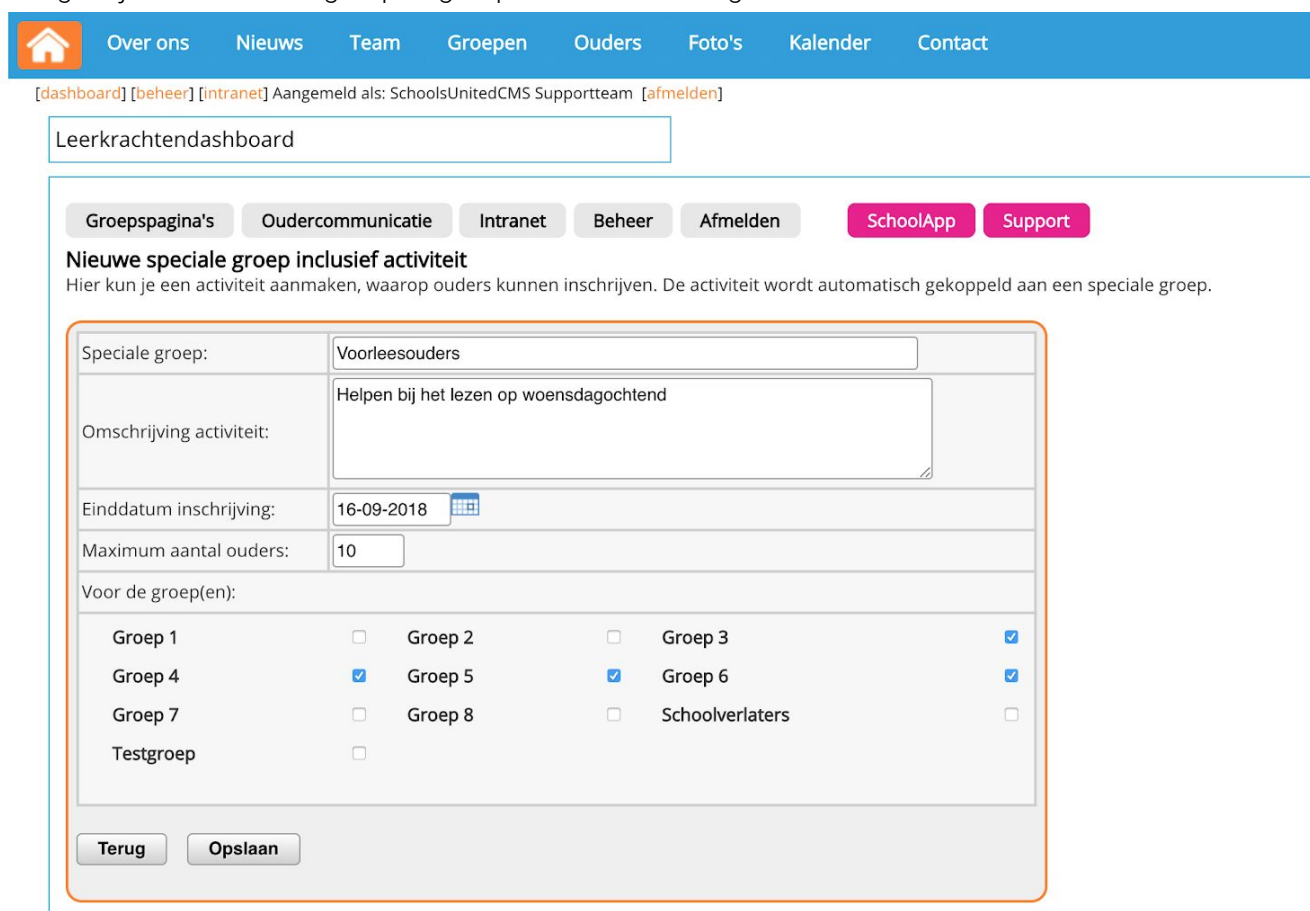 Over ons Nieuws Team Groepen Ouders Foto's Kalender Contact
[dashboard] [beheer] [intranet] Aangemeld als: SchoolsUnitedCMS Supportteam [afmelden]
Leerkrachtendashboard
Groepspagina's Oudercommunicatie Intranet Beheer Afmelden SchoolApp Support
Nieuwe speciale groep inclusief activiteit
Hier kun je een activiteit aanmaken, waarop ouders kunnen inschrijven. De activiteit wordt automatisch gekoppeld aan een speciale groep.
Speciale groep: Voorleesouders
Helpen bij het lezen op woensdagochtend
Omschrijving activiteit:
Einddatum inschrijving: 16-09-2018
Maximum aantal ouders: 10
Voor de groep(en):
Groep 1 Groep 2 Groep 3
Groep 4 Groep 5 Groep 6
Groep 7 Groep 8 Schoolverlaters
Testgroep
Terug Opslaan